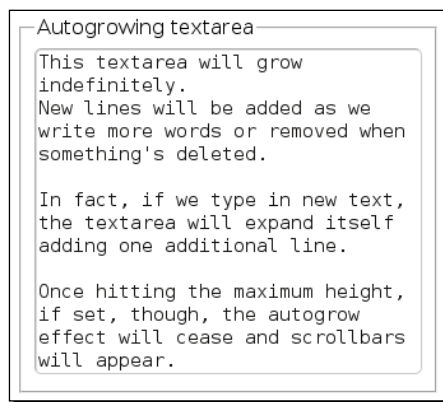 Autogrowing textarea
This textarea will grow
indefinitely.
New lines will be added as we
write more words or removed when
something's deleted.
In fact, if we type in new text,
the textarea will expand itself
adding one additional line.
Once hitting the maximum height,
if set, though, the autogrow
effect will cease and scrollbars
will appear.